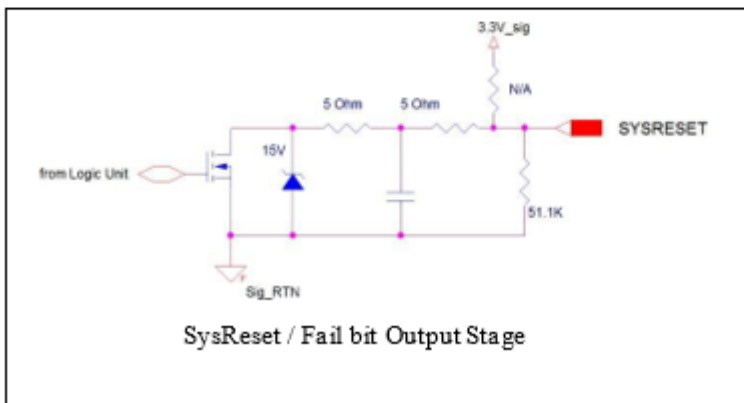 3.3V_sig
N/A
5 Ohm 5 Ohm
SYSRESET
15V
from Logic Unit
51.1K
Sig_RTN
SysReset / Fail bit Output Stage